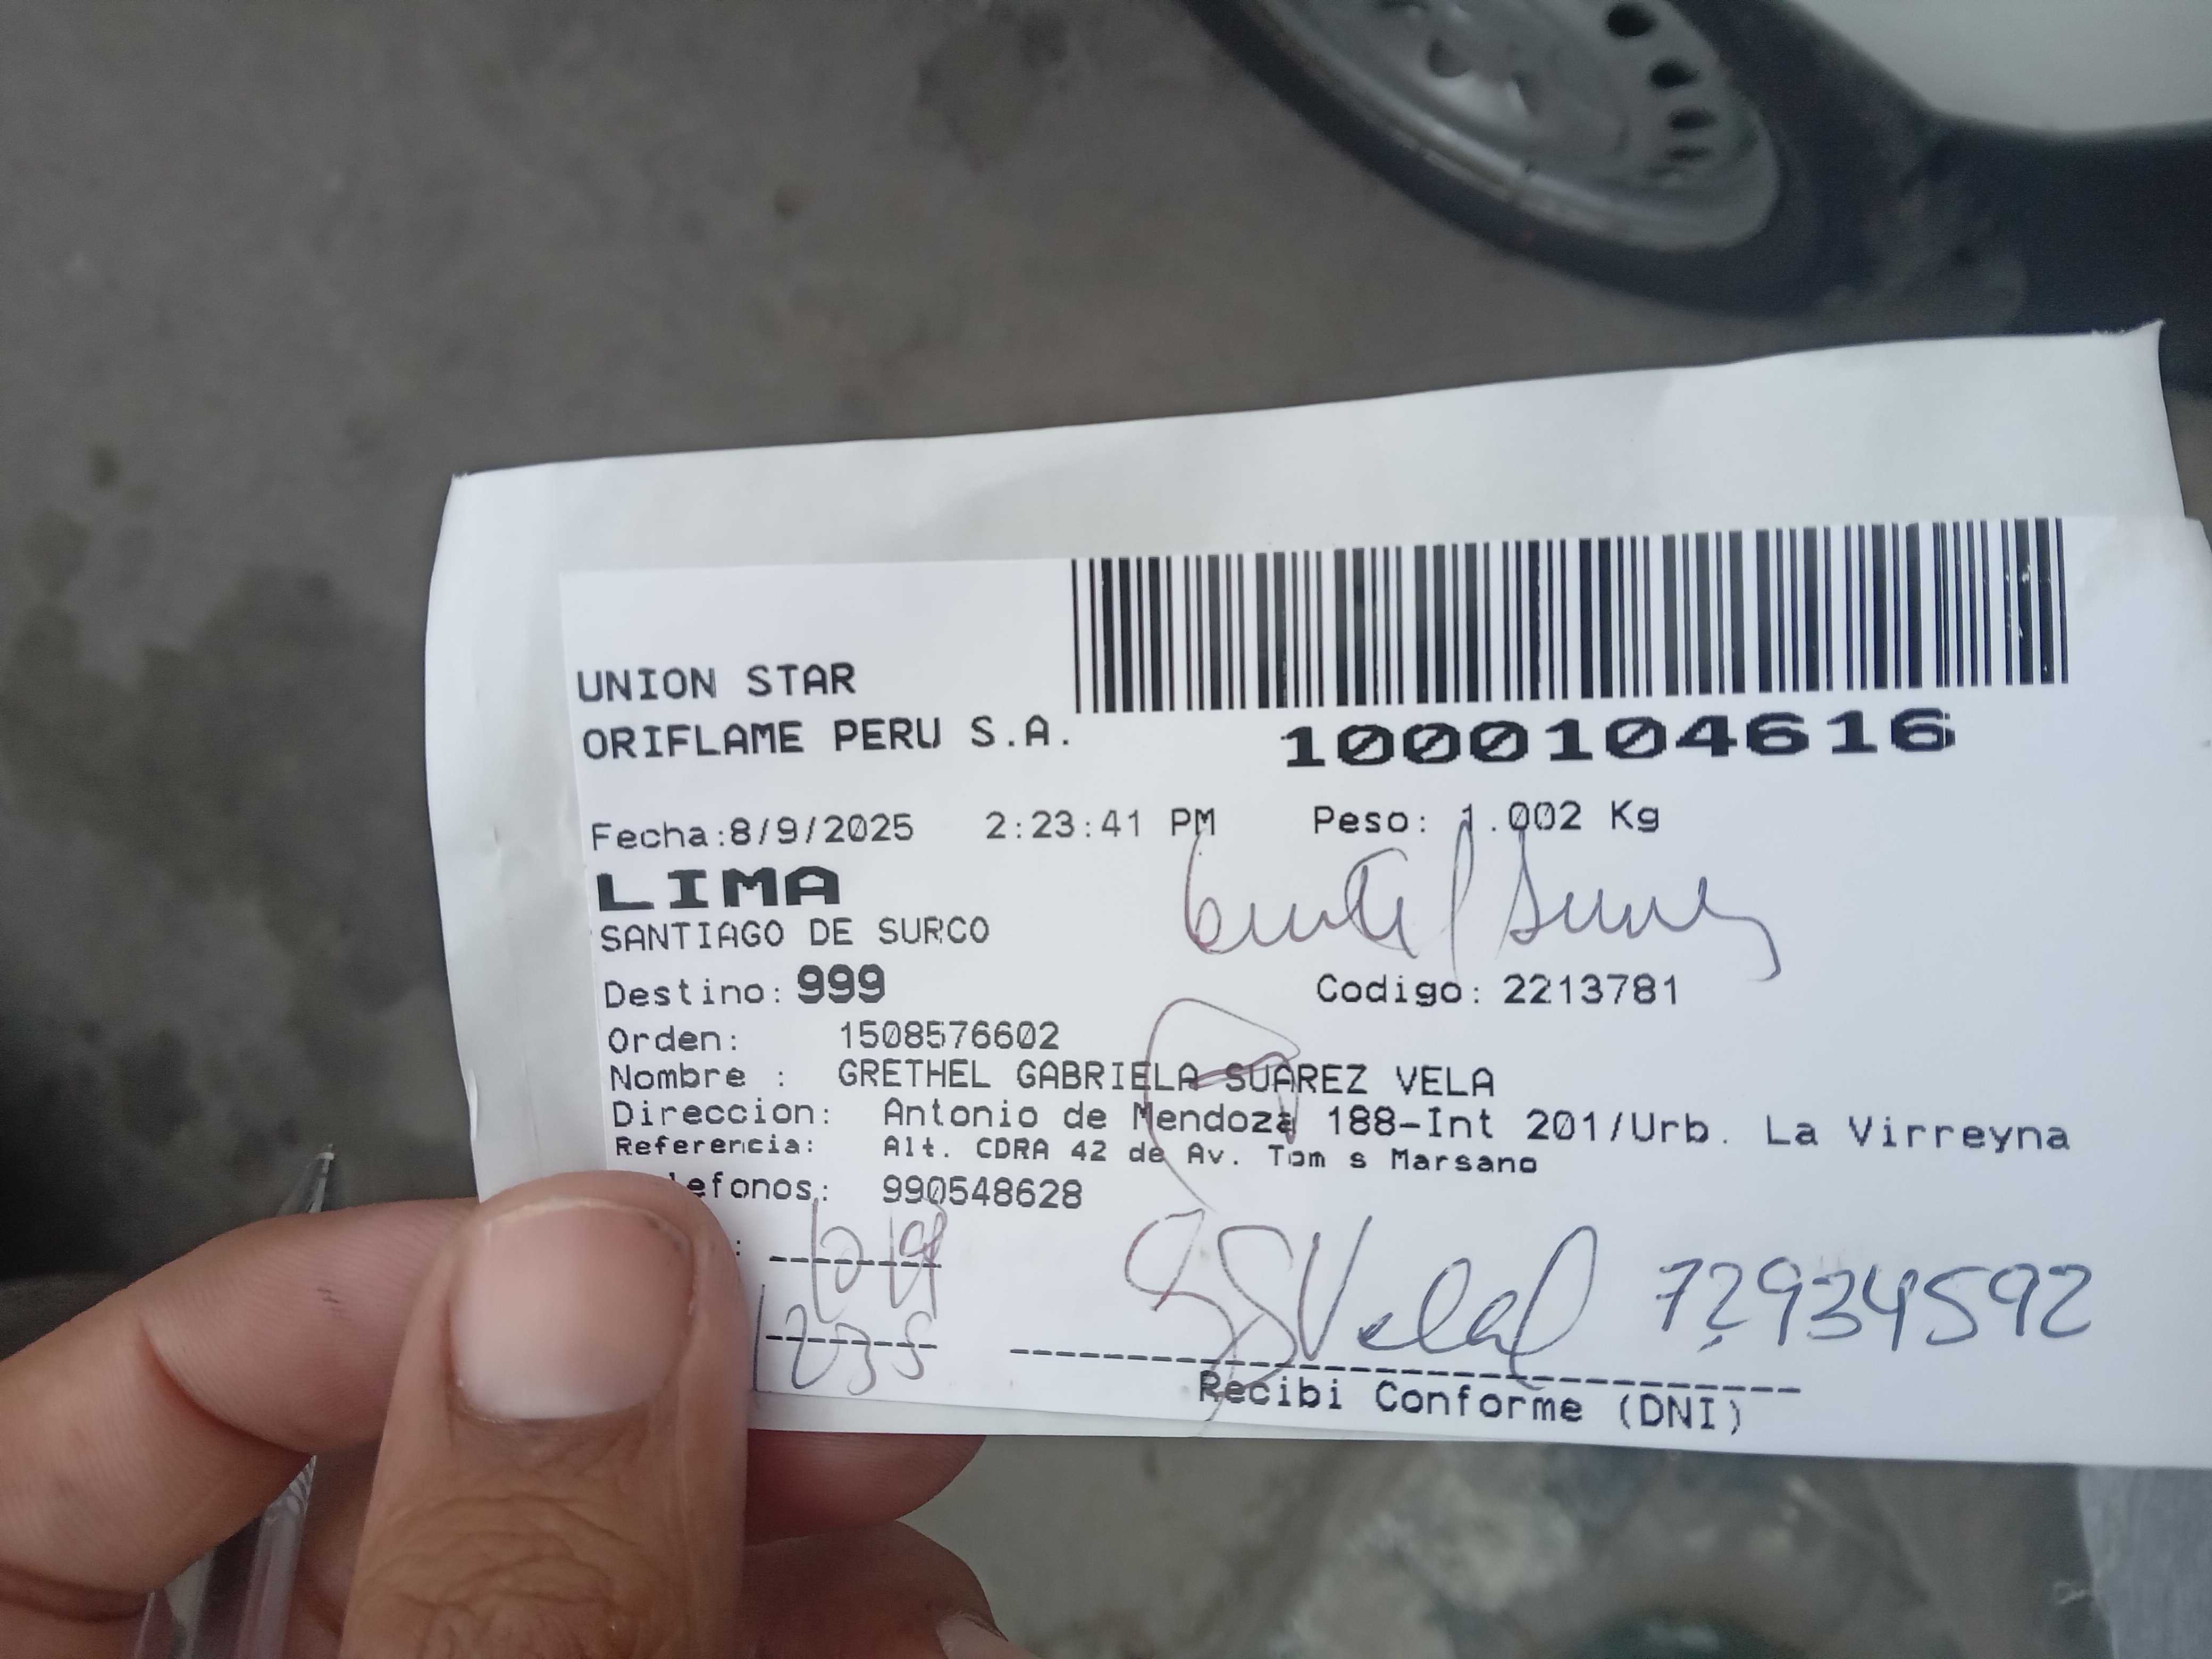 UNION STAR
ORIFLAME PERU S.A.
1000104616
Fecha:8/9/2025 2:23:41 PM Peso: 1.002 Kg
LIMA
SANTIAGO DE SURCO
Destino: 999 Codigo: 2213781
Orden: 1508576602
Nombre : GRETHEL GABRIELA SUAREZ VELA
Direccion: Antonio de Mendoza 188-Int 201/Urb. La Virreyna
Referencia: Alt. CDRA 42 de Av. Tom s Marsano
efonos: 990548628
:
72934592
1235
Recibi Conforme (DNI)